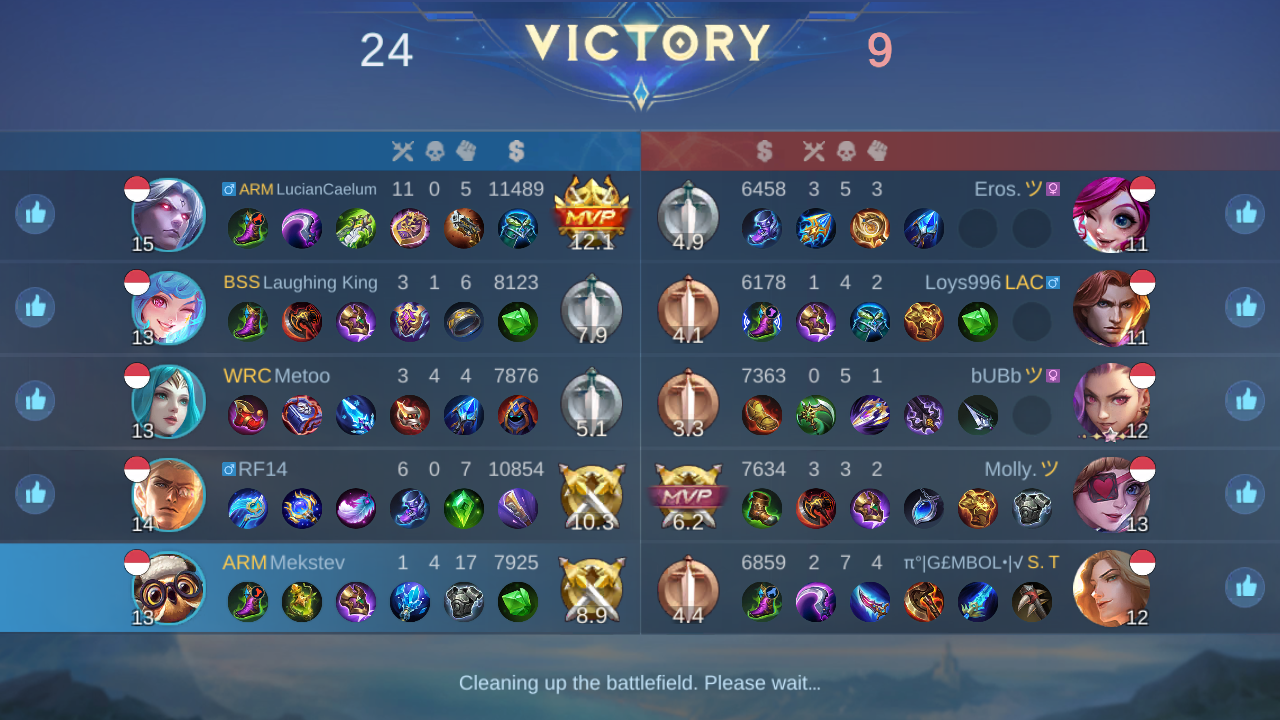 24 VICTORY 9
ARM LucianCaelum 11 0 5 11489
15 MVP 12.1
6458 3 5 3 Eros.ツ
4.9 11
BSS Laughing King 3 1 6 8123
13 7.9
6178 1 4 2 Loys996 LAC
4.1 11
WRC Metoo 3 4 4 7876
13 5.1
7363 0 5 1 bUBbツ
3.3 12
RF14 6 0 7 10854
14 10.3
7634 3 3 2 Molly.ツ
MVP 6.2 13
ARM Mekstev 1 4 17 7925
13 8.9
6859 2 7 4 π°|G£MBOL•|√ S.T
4.4 12
Cleaning up the battlefield. Please wait...